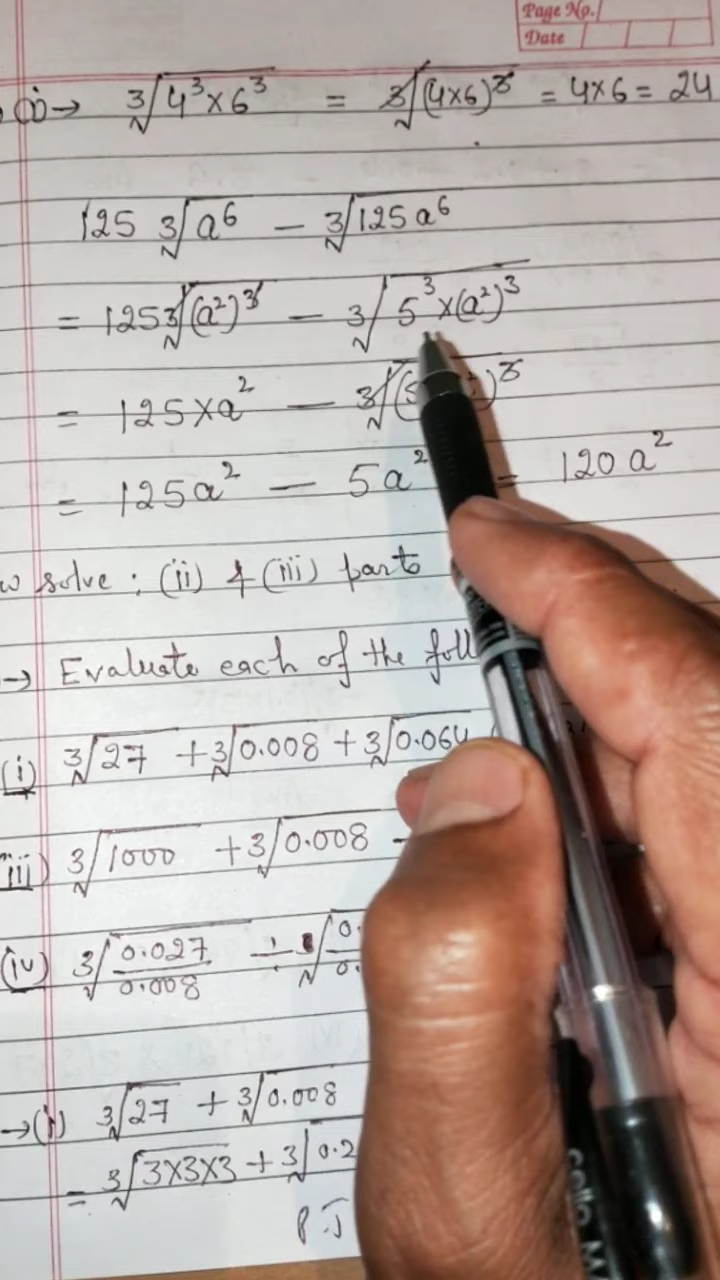 Page No.
Date
(i)→ ∛(4³×6³) = ∛(4×6)³ = 4×6 = 24
125 ∛a⁶ − ∛125a⁶
= 125∛(a²)³ − ∛(5³×(a²)³)
= 125×a² − ∛(5
= 125a² − 5a² = 120a²
solve : (ii) & (iii) parts
→ Evaluate each of the
(i) ∛27 + ∛0.008 + ∛0.064
iii) ∛1000 + ∛0.008 −
(iv) ∛(0.027/0.008) ÷
→(i) ∛27 + ∛0.008
= ∛(3×3×3) + ∛0.2
cello